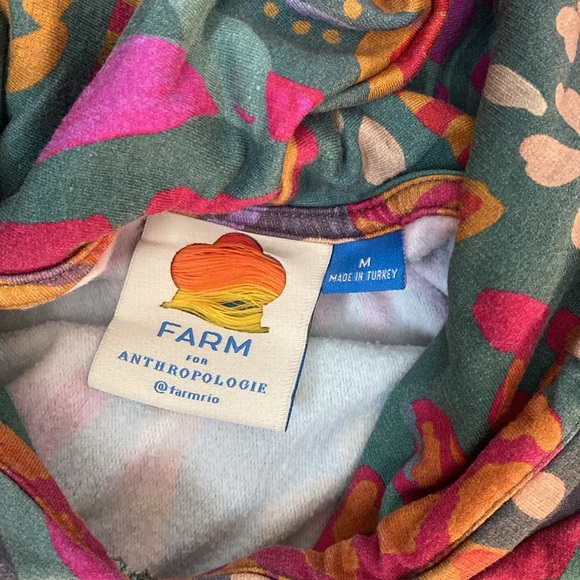 FARM
FOR
ANTHROPOLOGIE
@farmrio
M
MADE IN TURKEY